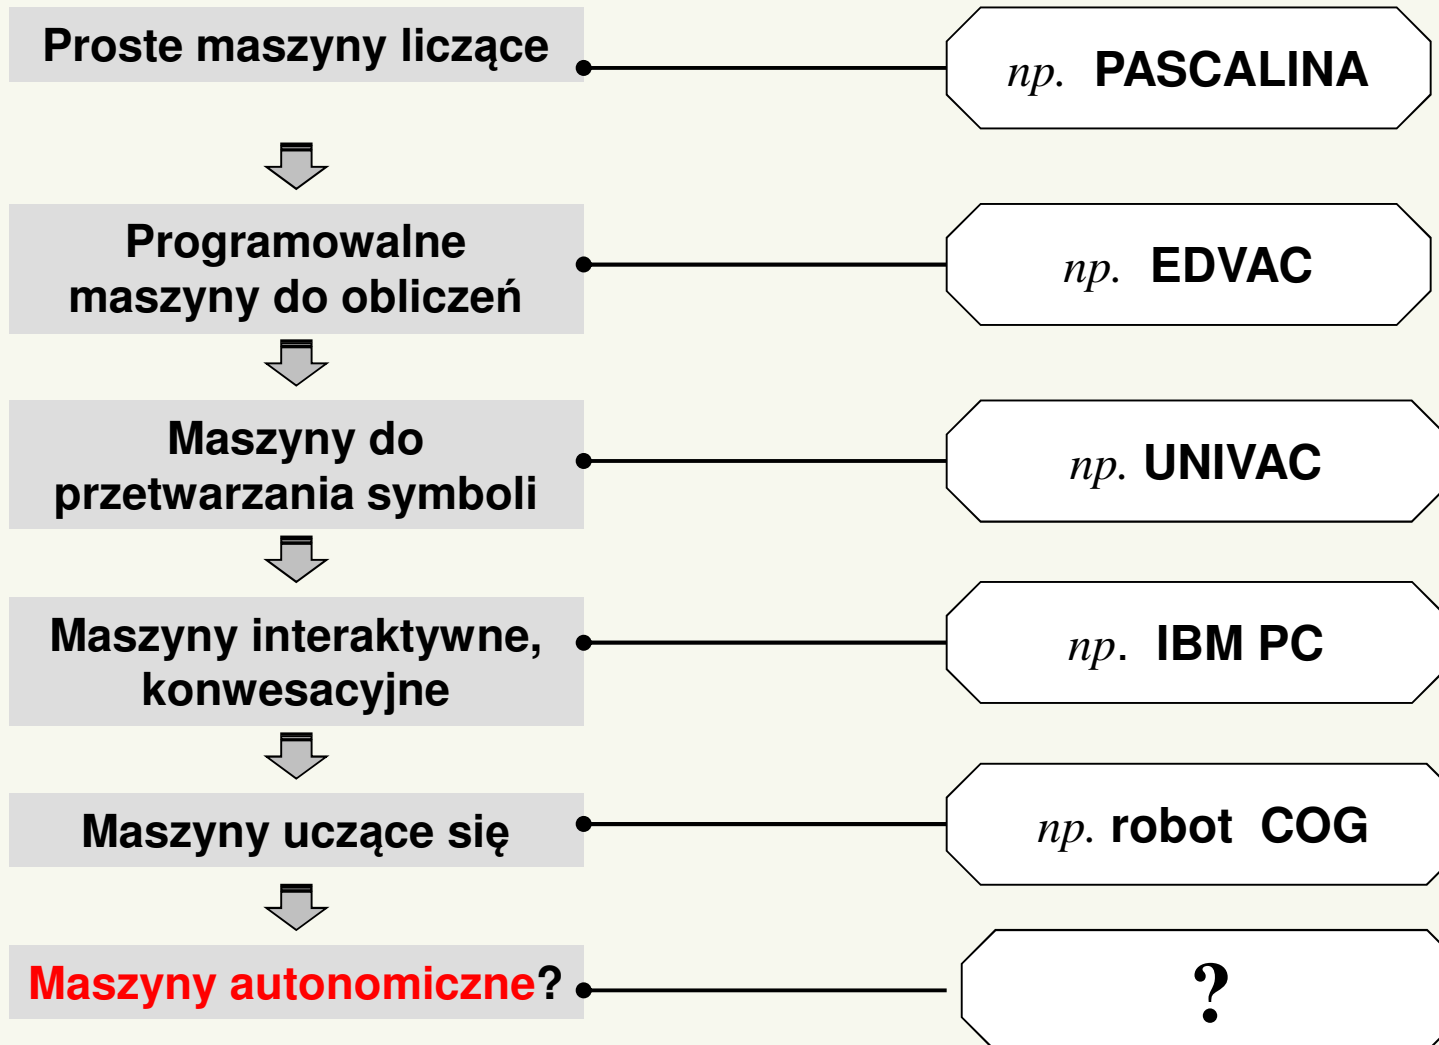 Proste maszyny liczące
np. PASCALINA
Programowalne
maszyny do obliczeń
np. EDVAC
Maszyny do
przetwarzania symboli
np. UNIVAC
Maszyny interaktywne,
konwesacyjne
np. IBM PC
Maszyny uczące się
np. robot COG
Maszyny autonomiczne?
?